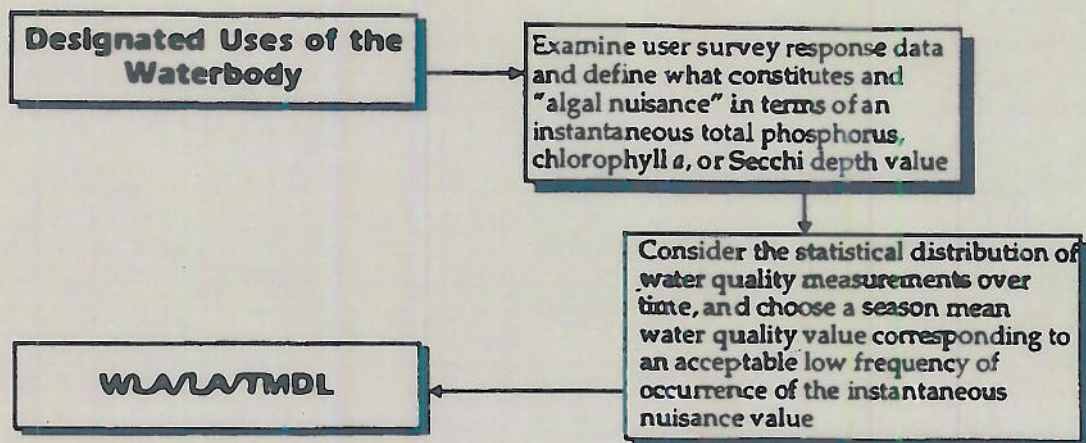 Designated Uses of the
Waterbody
Examine user survey response data
and define what constitutes and
"algal nuisance" in terms of an
instantaneous total phosphorus,
chlorophyll a, or Secchi depth value
Consider the statistical distribution of
water quality measurements over
time, and choose a season mean
water quality value corresponding to
an acceptable low frequency of
occurrence of the instantaneous
nuisance value
WLA/LA/TMDL